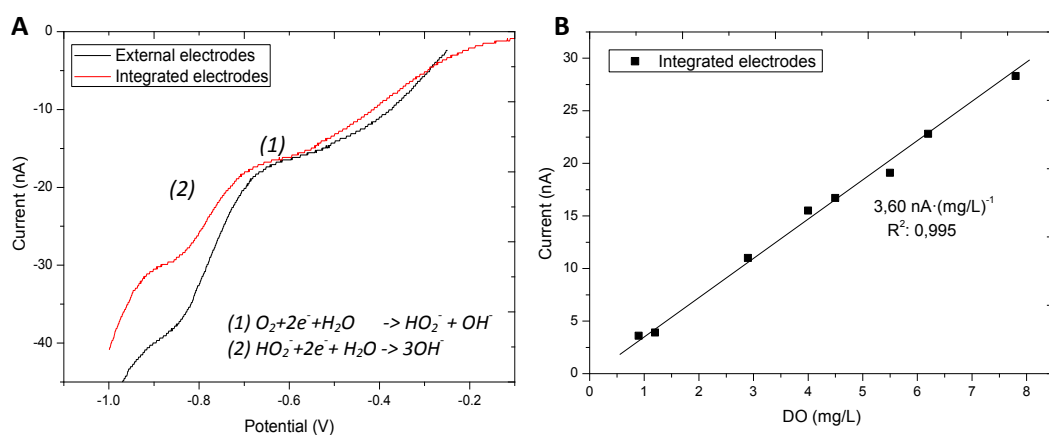 A
External electrodes
Integrated electrodes
0
-10
-20
-30
-40
Current (nA)
(1)
(2)
(1) O₂+2e⁻+H₂O -> HO₂⁻ + OH⁻
(2) HO₂⁻+2e⁻+ H₂O -> 3OH⁻
-1.0 -0.8 -0.6 -0.4 -0.2
Potential (V)
B
Integrated electrodes
30
25
20
15
10
5
0
Current (nA)
3,60 nA·(mg/L)⁻¹
R²: 0,995
0 1 2 3 4 5 6 7 8
DO (mg/L)